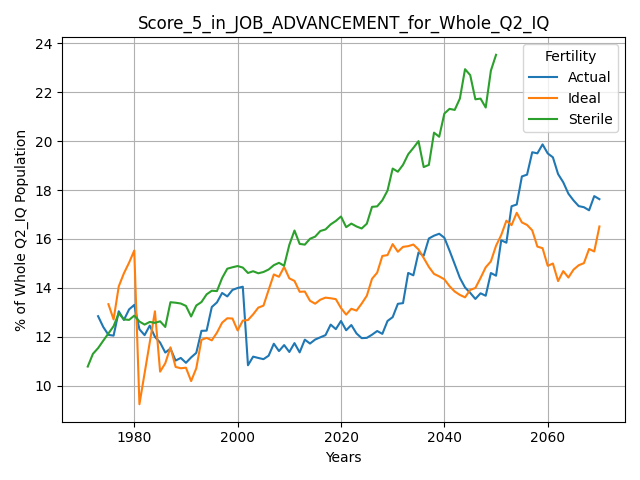 Score_5_in_JOB_ADVANCEMENT_for_Whole_Q2_IQ
% of Whole Q2_IQ Population
24
22
20
18
16
14
12
10
Fertility
Actual
Ideal
Sterile
1980 2000 2020 2040 2060
Years